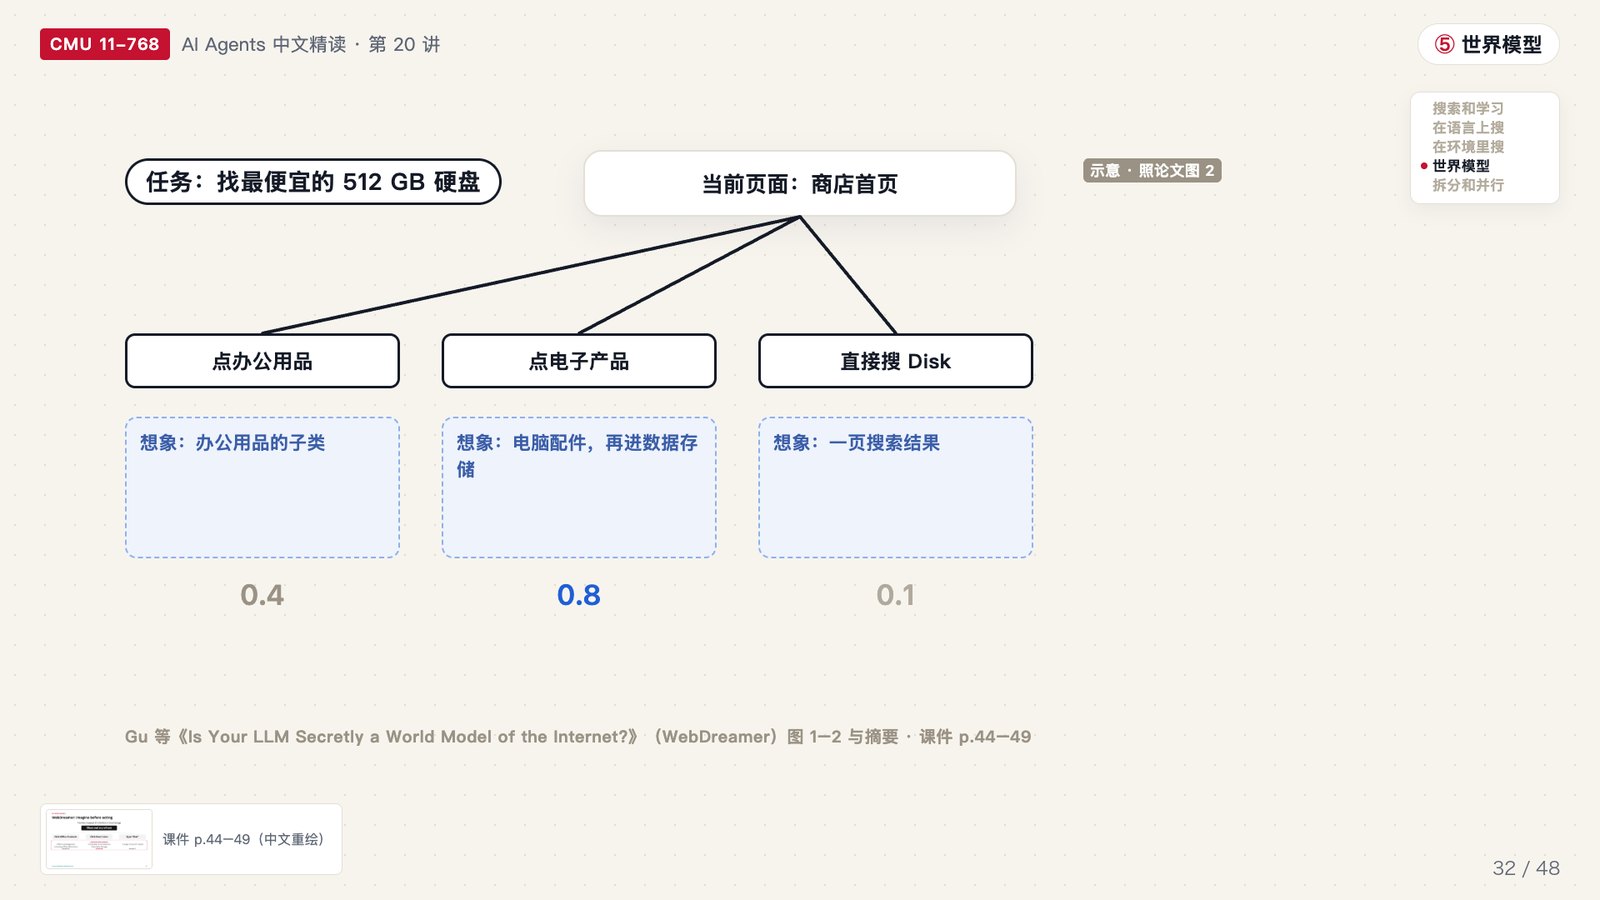 CMU 11-768 AI Agents 中文精读 · 第 20 讲
⑤ 世界模型
搜索和学习
在语言上搜
在环境里搜
世界模型
拆分和并行
任务：找最便宜的 512 GB 硬盘
当前页面：商店首页
示意 · 照论文图 2
点办公用品
点电子产品
直接搜 Disk
想象：办公用品的子类
想象：电脑配件，再进数据存
储
想象：一页搜索结果
0.4
0.8
0.1
Gu 等《Is Your LLM Secretly a World Model of the Internet?》（WebDreamer）图 1—2 与摘要 · 课件 p.44—49
课件 p.44—49（中文重绘）
32 / 48